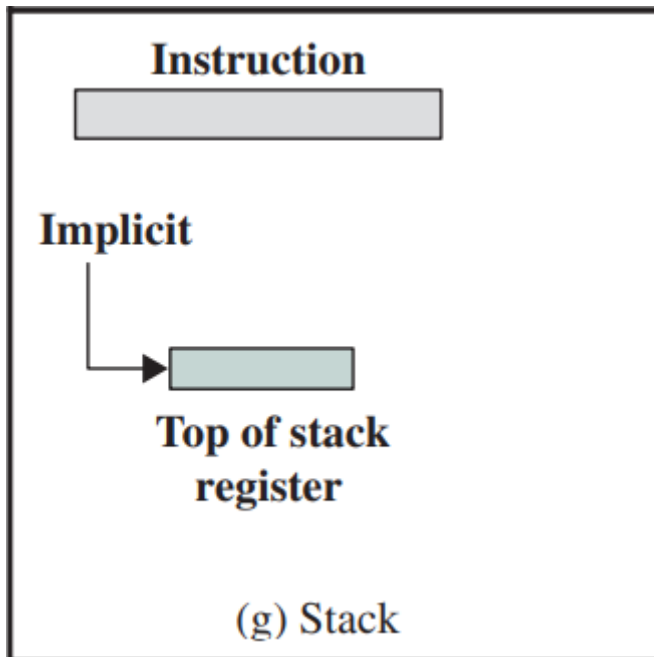 Instruction
Implicit
Top of stack
register
(g) Stack